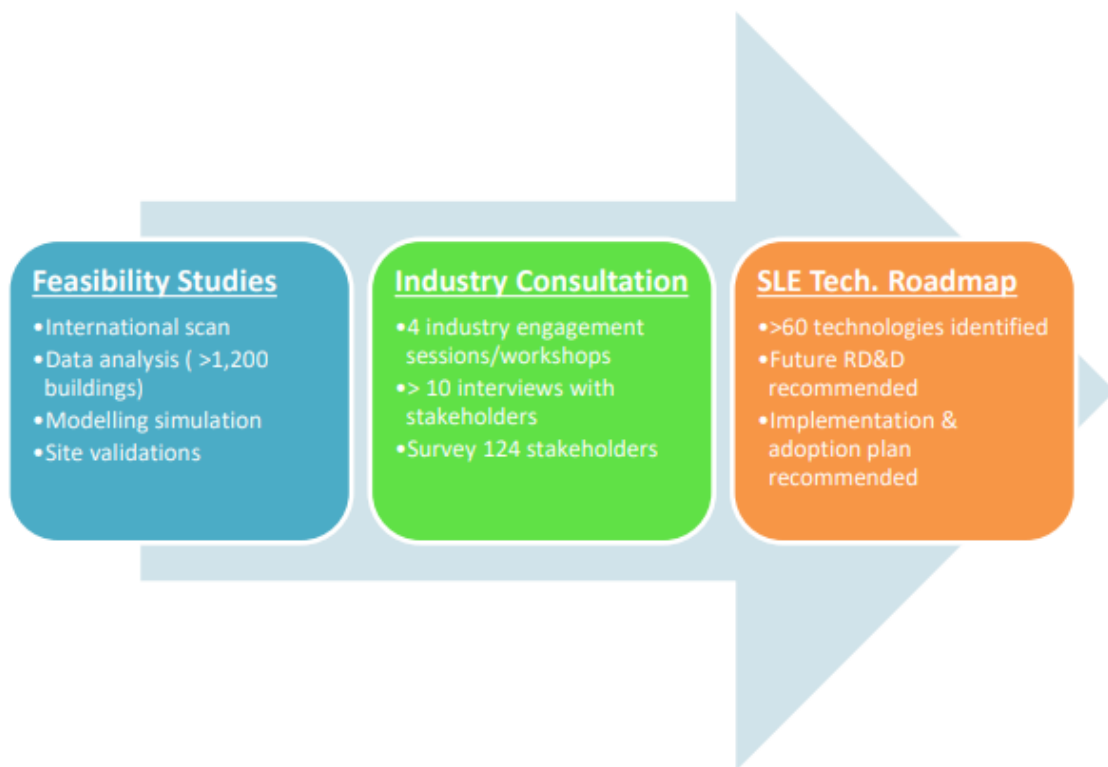 Feasibility Studies
•International scan
•Data analysis ( >1,200
buildings)
•Modelling simulation
•Site validations
Industry Consultation
•4 industry engagement
sessions/workshops
•> 10 interviews with
stakeholders
•Survey 124 stakeholders
SLE Tech. Roadmap
•>60 technologies identified
•Future RD&D
recommended
•Implementation &
adoption plan
recommended